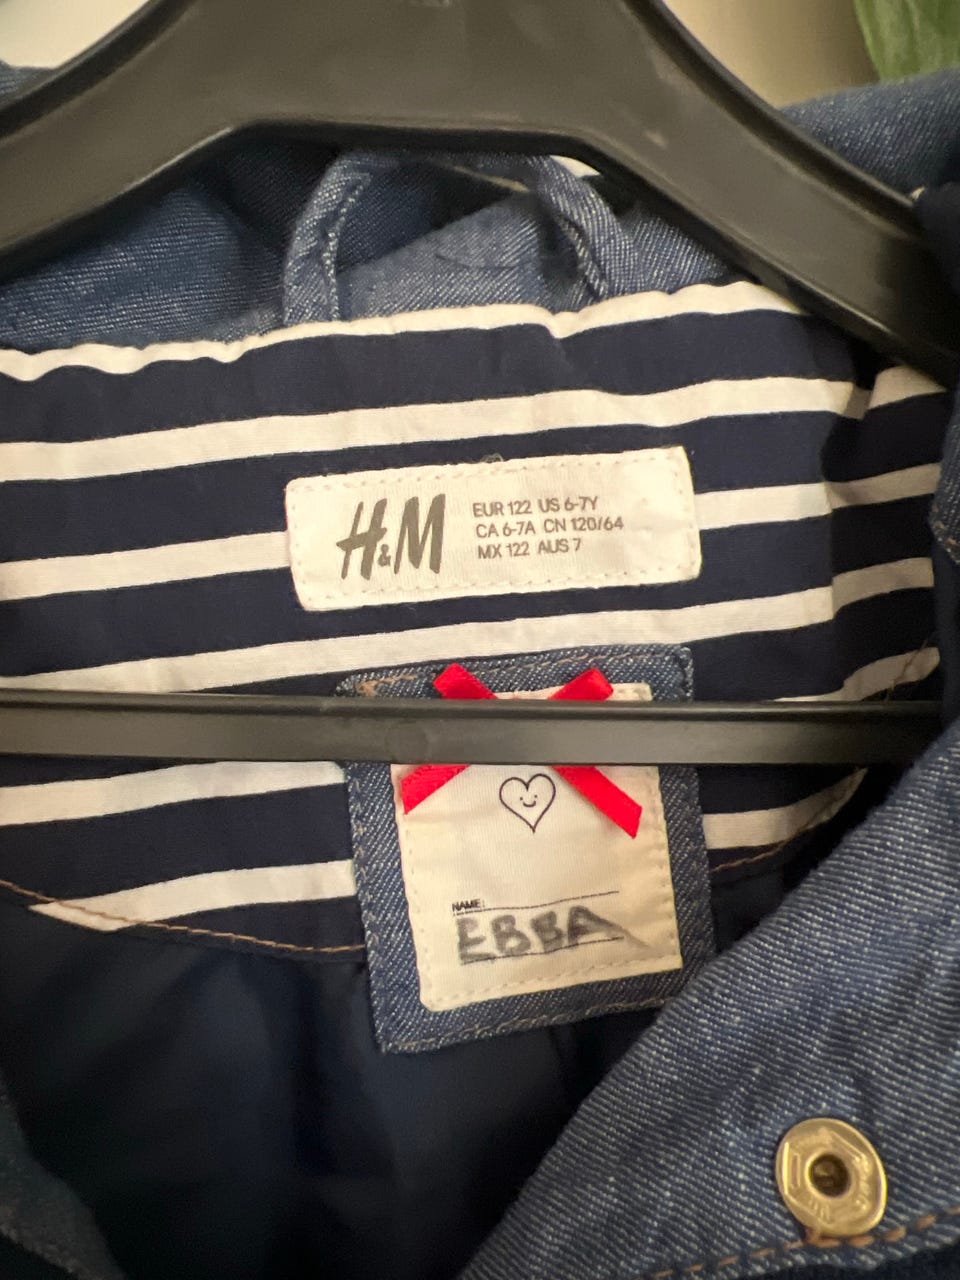 H&M
EUR 122 US 6-7Y
CA 6-7A CN 120/64
MX 122 AUS 7
NAME:
EBBA